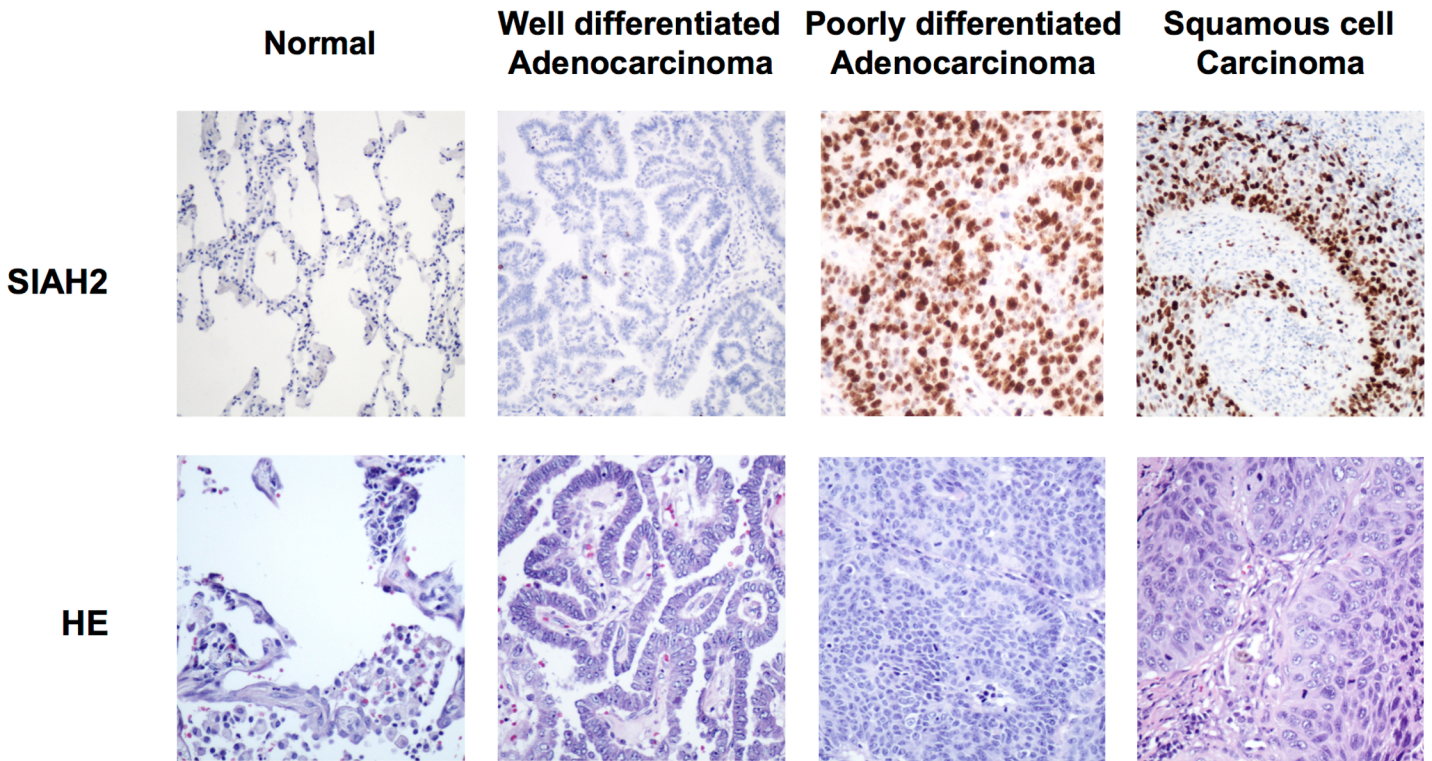 Normal
Well differentiated
Adenocarcinoma
Poorly differentiated
Adenocarcinoma
Squamous cell
Carcinoma
SIAH2
HE